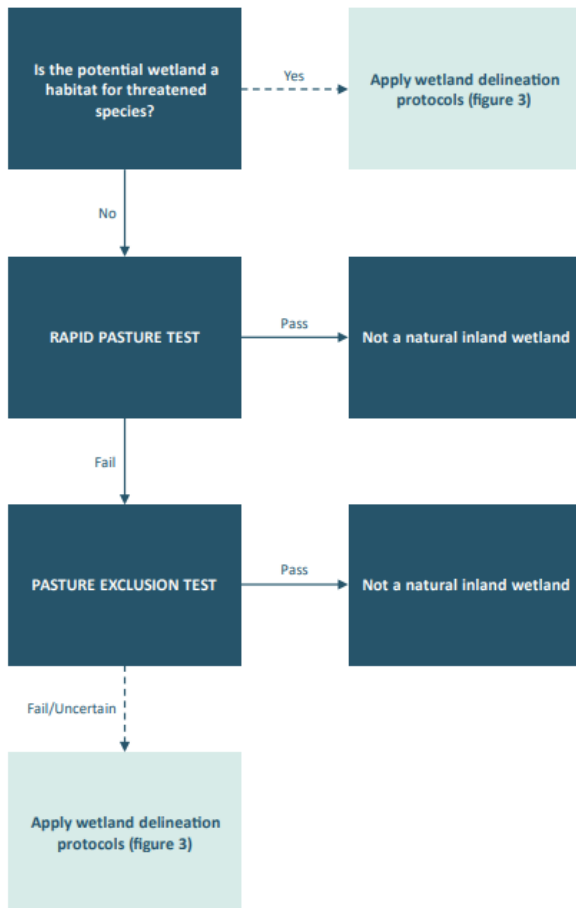 Is the potential wetland a
habitat for threatened
species?
Yes
Apply wetland delineation
protocols (figure 3)
No
RAPID PASTURE TEST
Pass
Not a natural inland wetland
Fail
PASTURE EXCLUSION TEST
Pass
Not a natural inland wetland
Fail/Uncertain
Apply wetland delineation
protocols (figure 3)